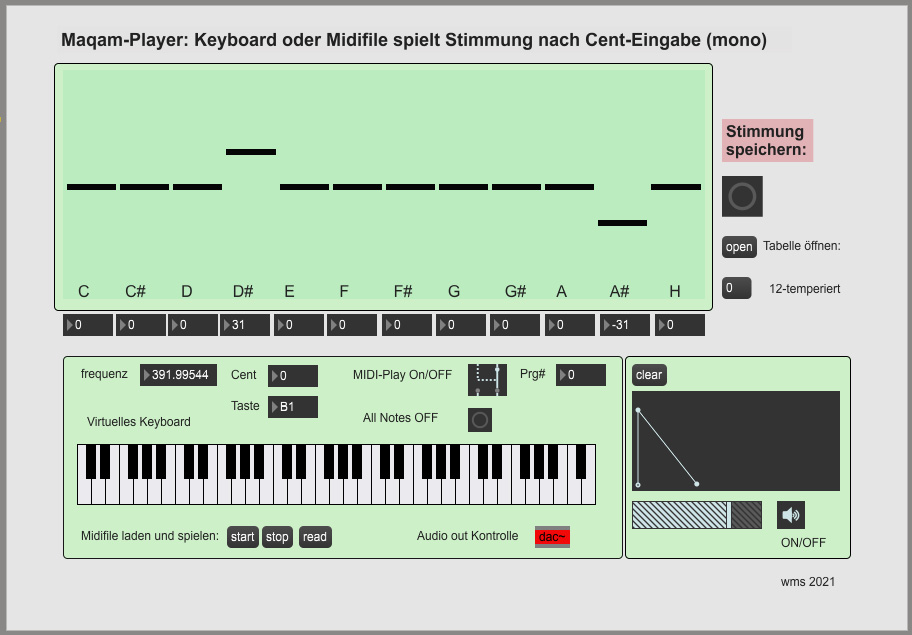 Maqam-Player: Keyboard oder Midifile spielt Stimmung nach Cent-Eingabe (mono)
Stimmung
speichern:
open Tabelle öffnen:
0 12-temperiert
C C# D D# E F F# G G# A A# H
0 0 0 31 0 0 0 0 0 0 -31 0
frequenz 391.99544 Cent 0 MIDI-Play On/OFF Prg# 0
clear
Taste B1
Virtuelles Keyboard All Notes OFF
Midifile laden und spielen: start stop read Audio out Kontrolle dac~
ON/OFF
wms 2021